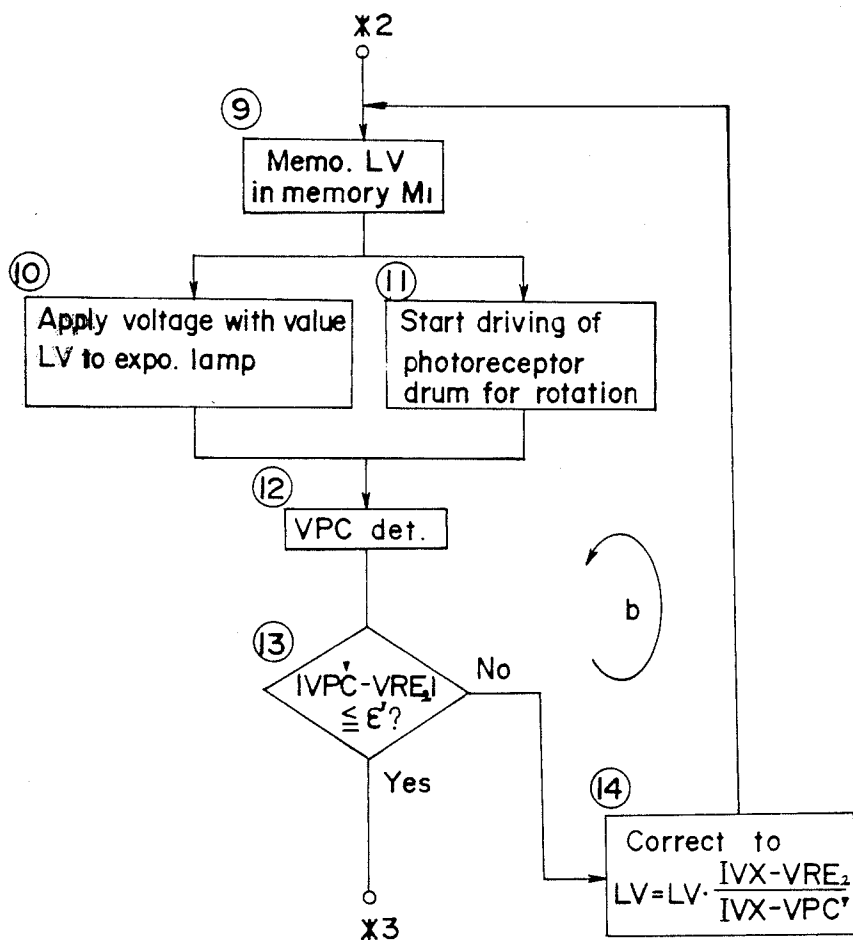 ※2
⑨
Memo. LV
in memory M1
⑩
Apply voltage with value
LV to expo. lamp
⑪
Start driving of
photoreceptor
drum for rotation
⑫
VPC det.
b
⑬
|VPC'-VRE₂|
≦ ε'?
No
Yes
⑭
Correct to
LV=LV· IVX-VRE₂
IVX-VPC'
※3